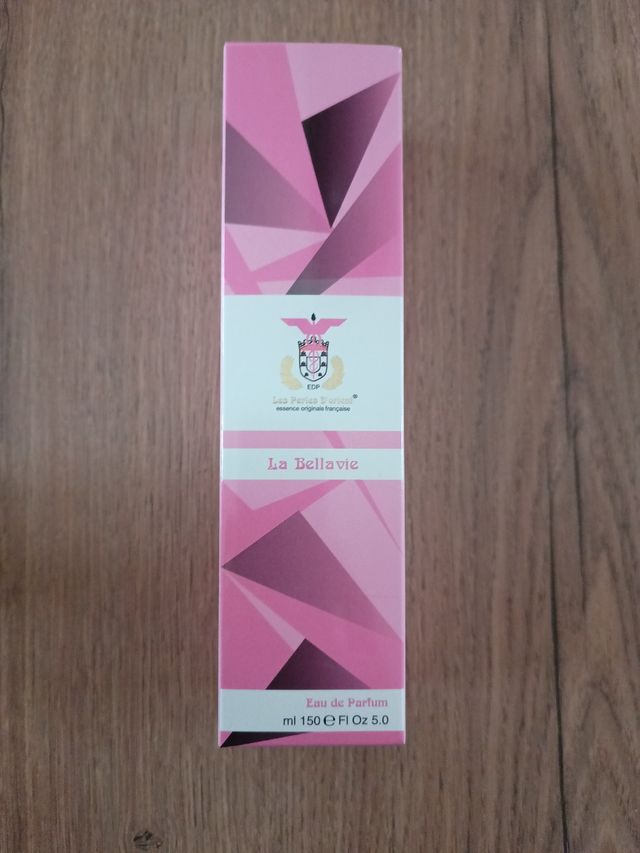 EDP
Les Perles D'orient®
essence originale française
La Bellavie
Eau de Parfum
ml 150 e Fl Oz 5.0